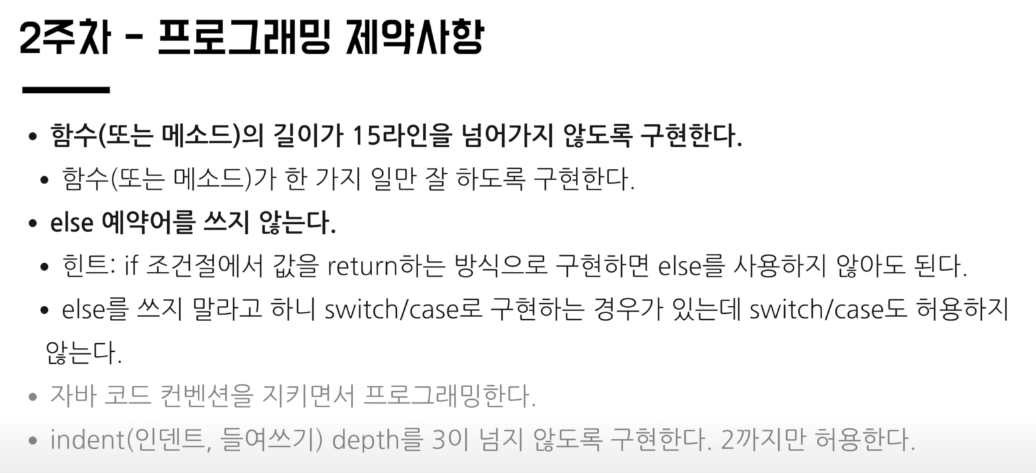 2주차 - 프로그래밍 제약사항
• 함수(또는 메소드)의 길이가 15라인을 넘어가지 않도록 구현한다.
• 함수(또는 메소드)가 한 가지 일만 잘 하도록 구현한다.
• else 예약어를 쓰지 않는다.
• 힌트: if 조건절에서 값을 return하는 방식으로 구현하면 else를 사용하지 않아도 된다.
• else를 쓰지 말라고 하니 switch/case로 구현하는 경우가 있는데 switch/case도 허용하지
않는다.
• 자바 코드 컨벤션을 지키면서 프로그래밍한다.
• indent(인덴트, 들여쓰기) depth를 3이 넘지 않도록 구현한다. 2까지만 허용한다.